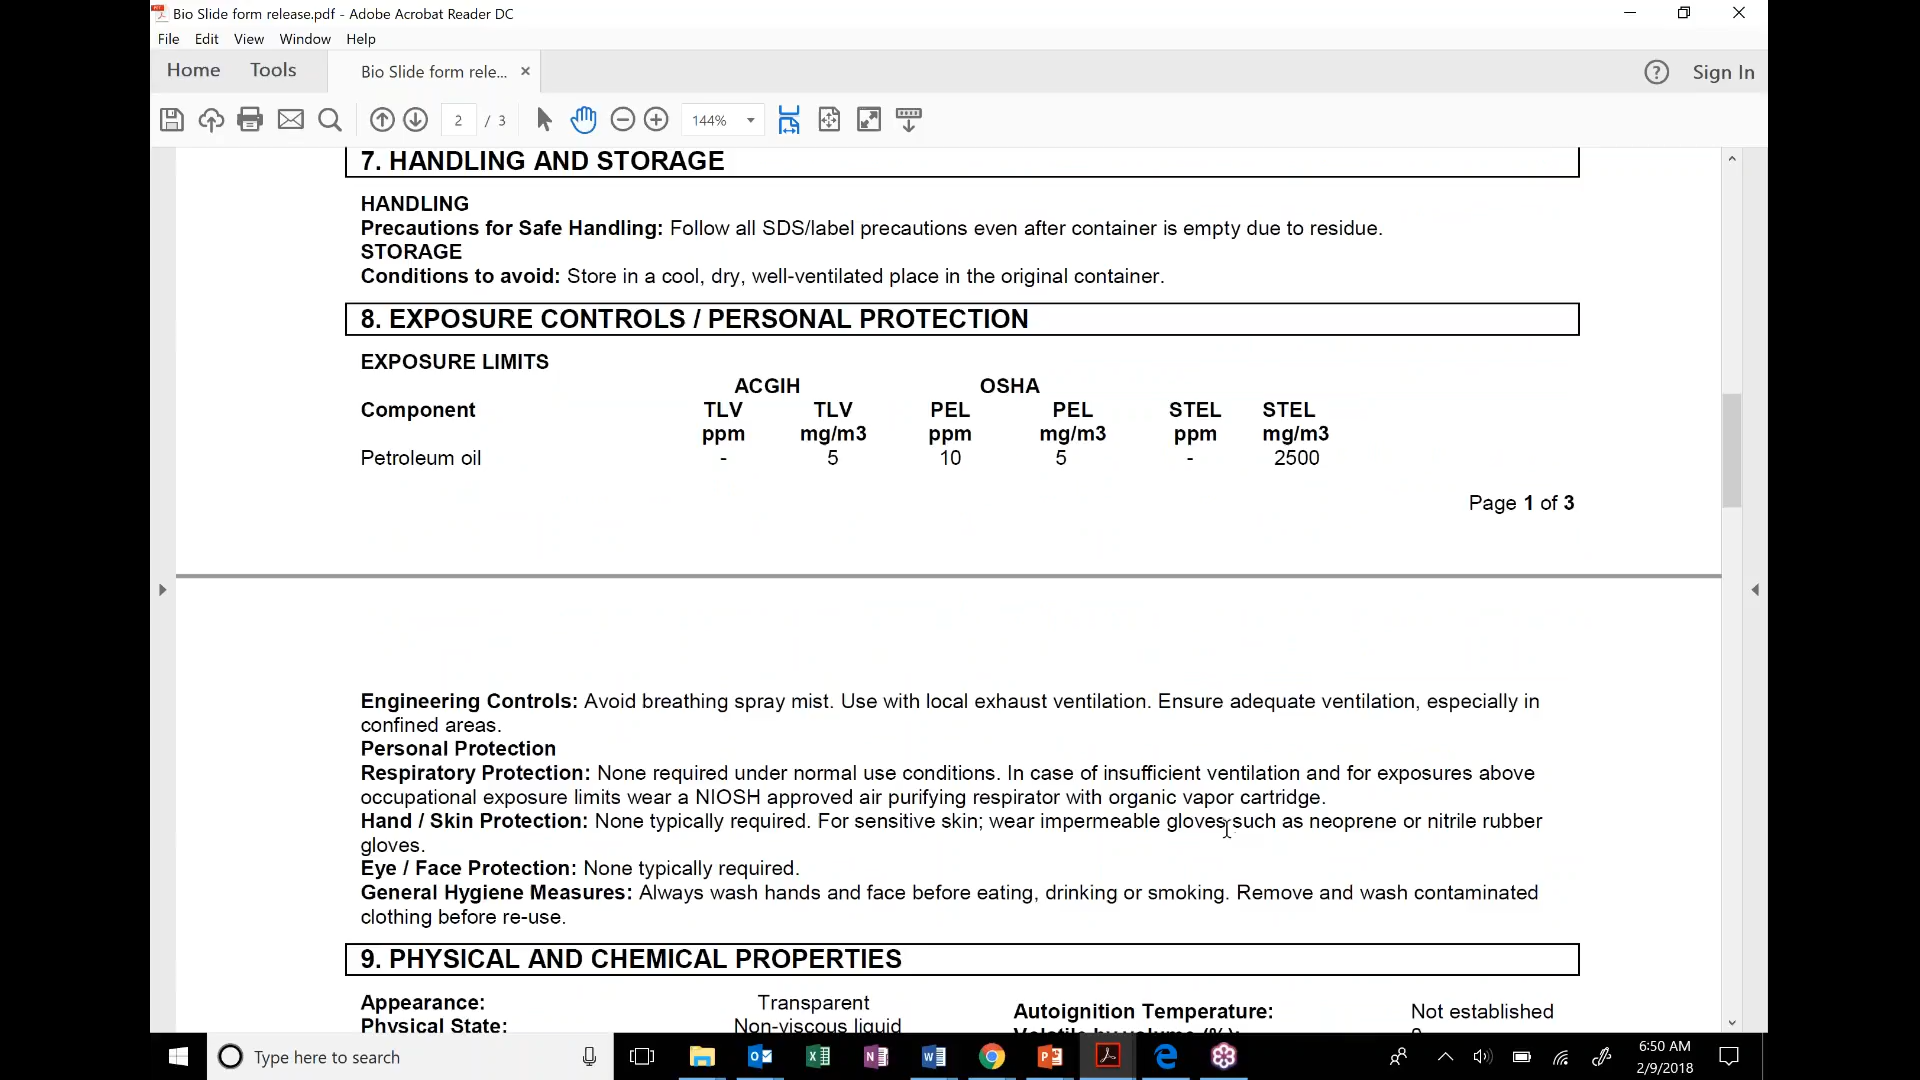 Bio Slide form release.pdf - Adobe Acrobat Reader DC
File Edit View Window Help
Home Tools Bio Slide form rele... × ? Sign In
2 / 3 144%
7. HANDLING AND STORAGE
HANDLING
Precautions for Safe Handling: Follow all SDS/label precautions even after container is empty due to residue.
STORAGE
Conditions to avoid: Store in a cool, dry, well-ventilated place in the original container.
8. EXPOSURE CONTROLS / PERSONAL PROTECTION
EXPOSURE LIMITS
ACGIH OSHA
Component TLV TLV PEL PEL STEL STEL
ppm mg/m3 ppm mg/m3 ppm mg/m3
Petroleum oil - 5 10 5 - 2500
Page 1 of 3
Engineering Controls: Avoid breathing spray mist. Use with local exhaust ventilation. Ensure adequate ventilation, especially in
confined areas.
Personal Protection
Respiratory Protection: None required under normal use conditions. In case of insufficient ventilation and for exposures above
occupational exposure limits wear a NIOSH approved air purifying respirator with organic vapor cartridge.
Hand / Skin Protection: None typically required. For sensitive skin; wear impermeable gloves such as neoprene or nitrile rubber
gloves.
Eye / Face Protection: None typically required.
General Hygiene Measures: Always wash hands and face before eating, drinking or smoking. Remove and wash contaminated
clothing before re-use.
9. PHYSICAL AND CHEMICAL PROPERTIES
Appearance: Transparent Autoignition Temperature: Not established
Physical State: Non-viscous liquid Volatile by volume (%):
Type here to search
6:50 AM
2/9/2018